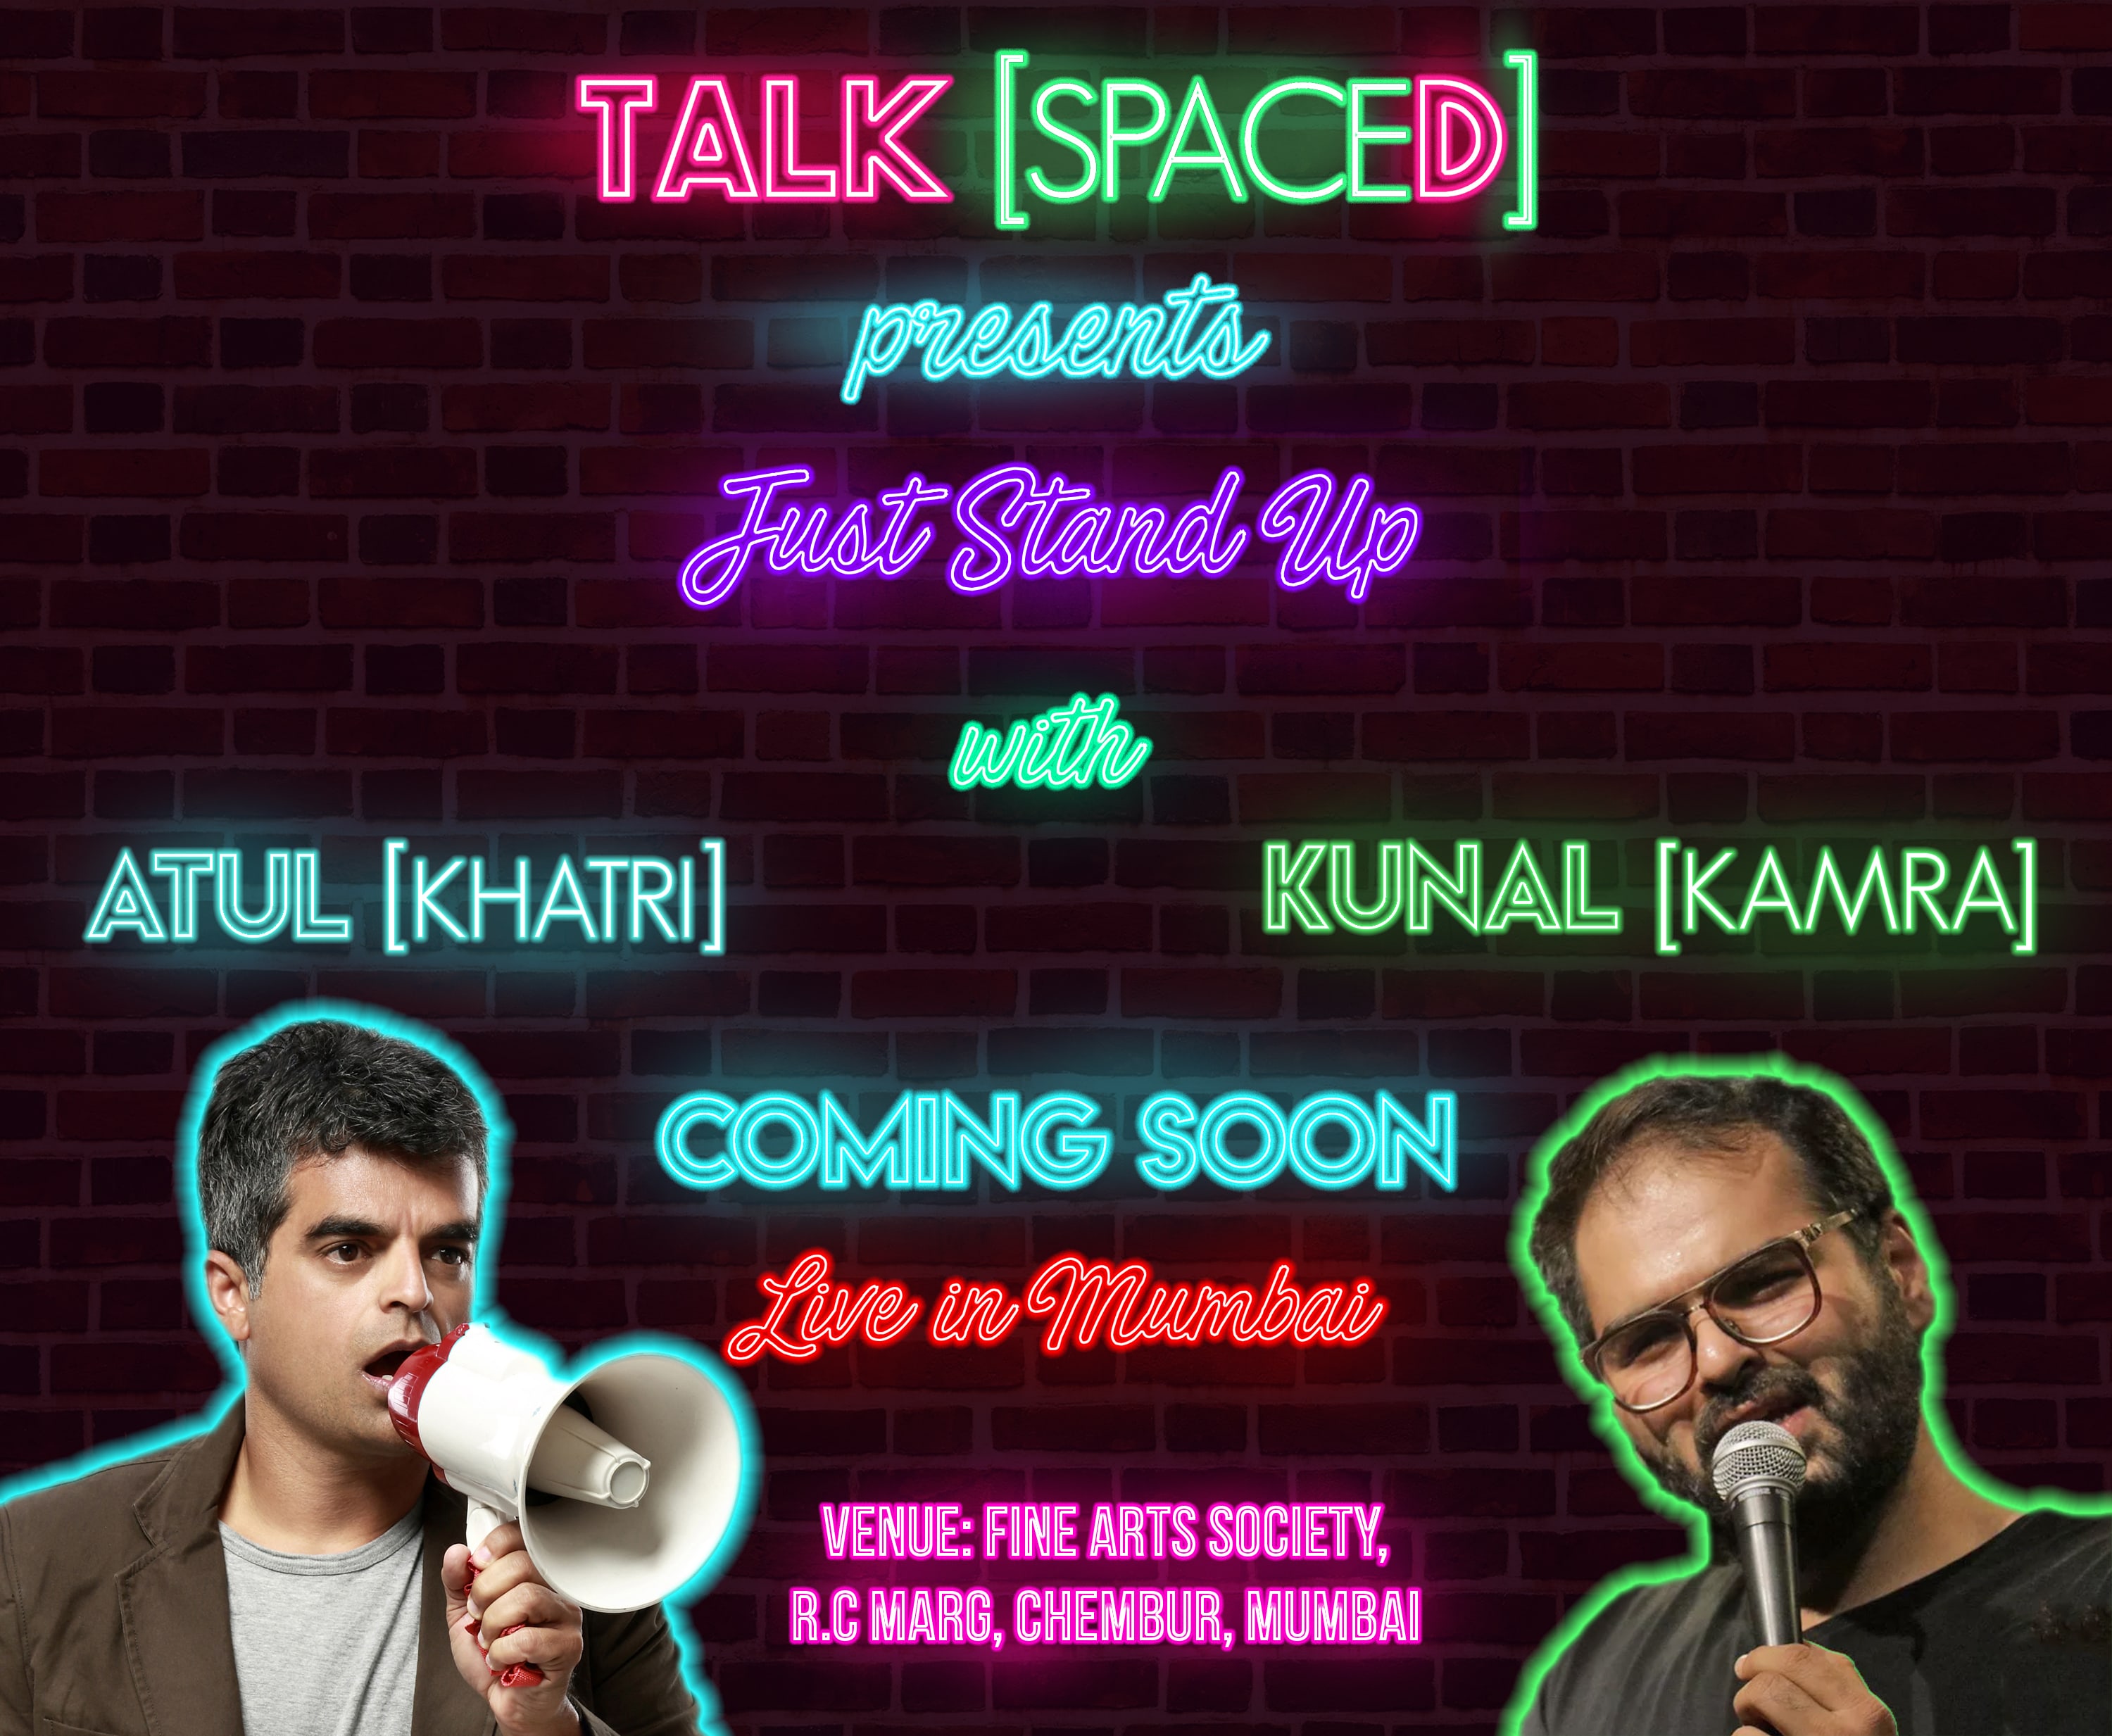 TALK [SPACED]
presents
Just Stand Up
with
ATUL [KHATRI]
KUNAL [KAMRA]
COMING SOON
Live in Mumbai
VENUE: FINE ARTS SOCIETY,
R.C MARG, CHEMBUR, MUMBAI